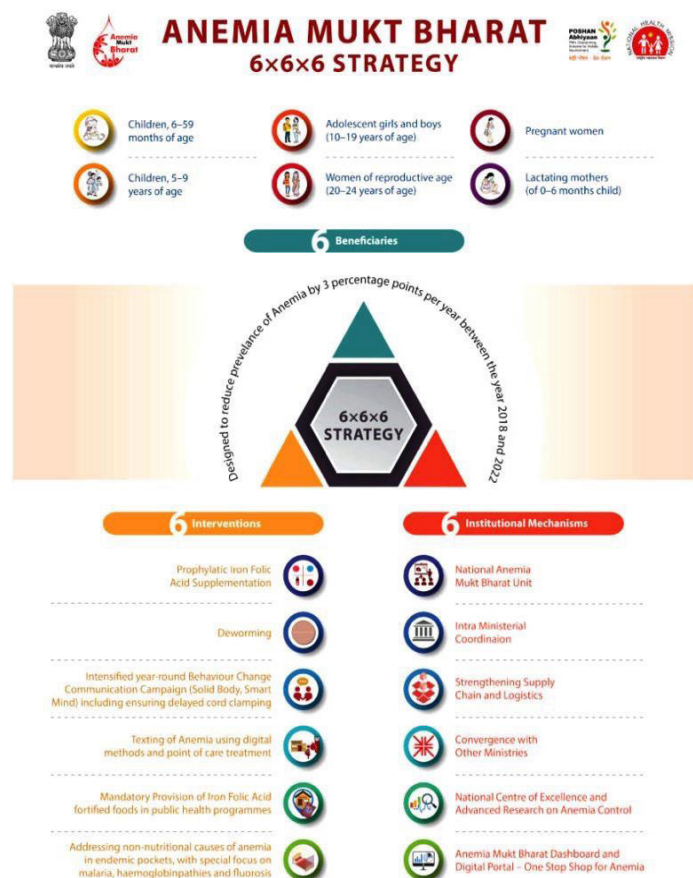 Anemia
Mukt
Bharat
ANEMIA MUKT BHARAT
6×6×6 STRATEGY
POSHAN
Abhiyaan
NATIONAL HEALTH MISSION
Children, 6–59
months of age
Adolescent girls and boys
(10–19 years of age)
Pregnant women
Children, 5–9
years of age
Women of reproductive age
(20–24 years of age)
Lactating mothers
(of 0–6 months child)
6 Beneficiaries
Designed to reduce prevelance of Anemia by 3 percentage points per year between the year 2018 and 2022
6×6×6
STRATEGY
6 Interventions
Prophylatic Iron Folic
Acid Supplementation
Deworming
Intensified year-round Behaviour Change
Communication Campaign (Solid Body, Smart
Mind) including ensuring delayed cord clamping
Texting of Anemia using digital
methods and point of care treatment
Mandatory Provision of Iron Folic Acid
fortified foods in public health programmes
Addressing non-nutritional causes of anemia
in endemic pockets, with special focus on
malaria, haemoglobinpathies and fluorosis
6 Institutional Mechanisms
National Anemia
Mukt Bharat Unit
Intra Ministerial
Coordinaion
Strengthening Supply
Chain and Logistics
Convergence with
Other Ministries
National Centre of Excellence and
Advanced Research on Anemia Control
Anemia Mukt Bharat Dashboard and
Digital Portal – One Stop Shop for Anemia